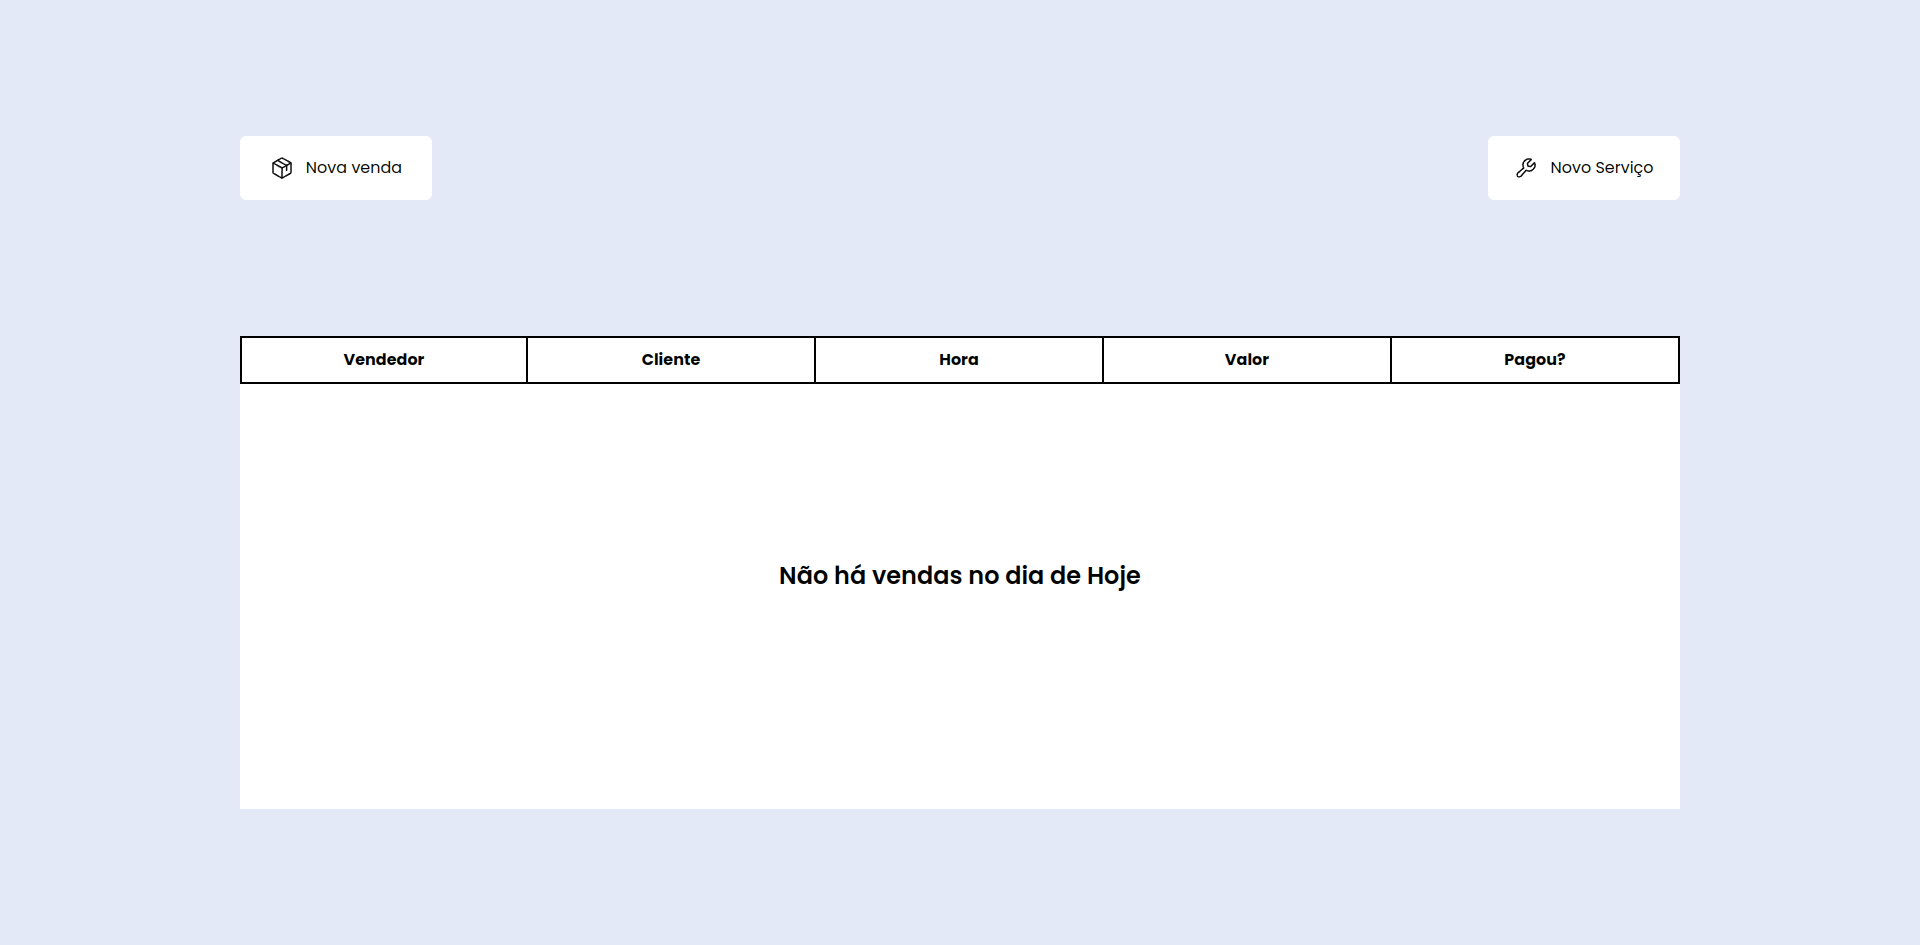 Nova venda
Novo Serviço
Vendedor Cliente Hora Valor Pagou?
Não há vendas no dia de Hoje